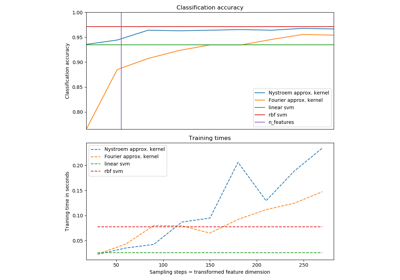 Classification accuracy
1.00
0.95
0.90
0.85
0.80
Classification accuracy
Nystroem approx. kernel
Fourier approx. kernel
linear svm
rbf svm
n_features
Training times
Nystroem approx. kernel
Fourier approx. kernel
linear svm
rbf svm
0.20
0.15
0.10
0.05
Training time in seconds
50
100
150
200
250
Sampling steps = transformed feature dimension